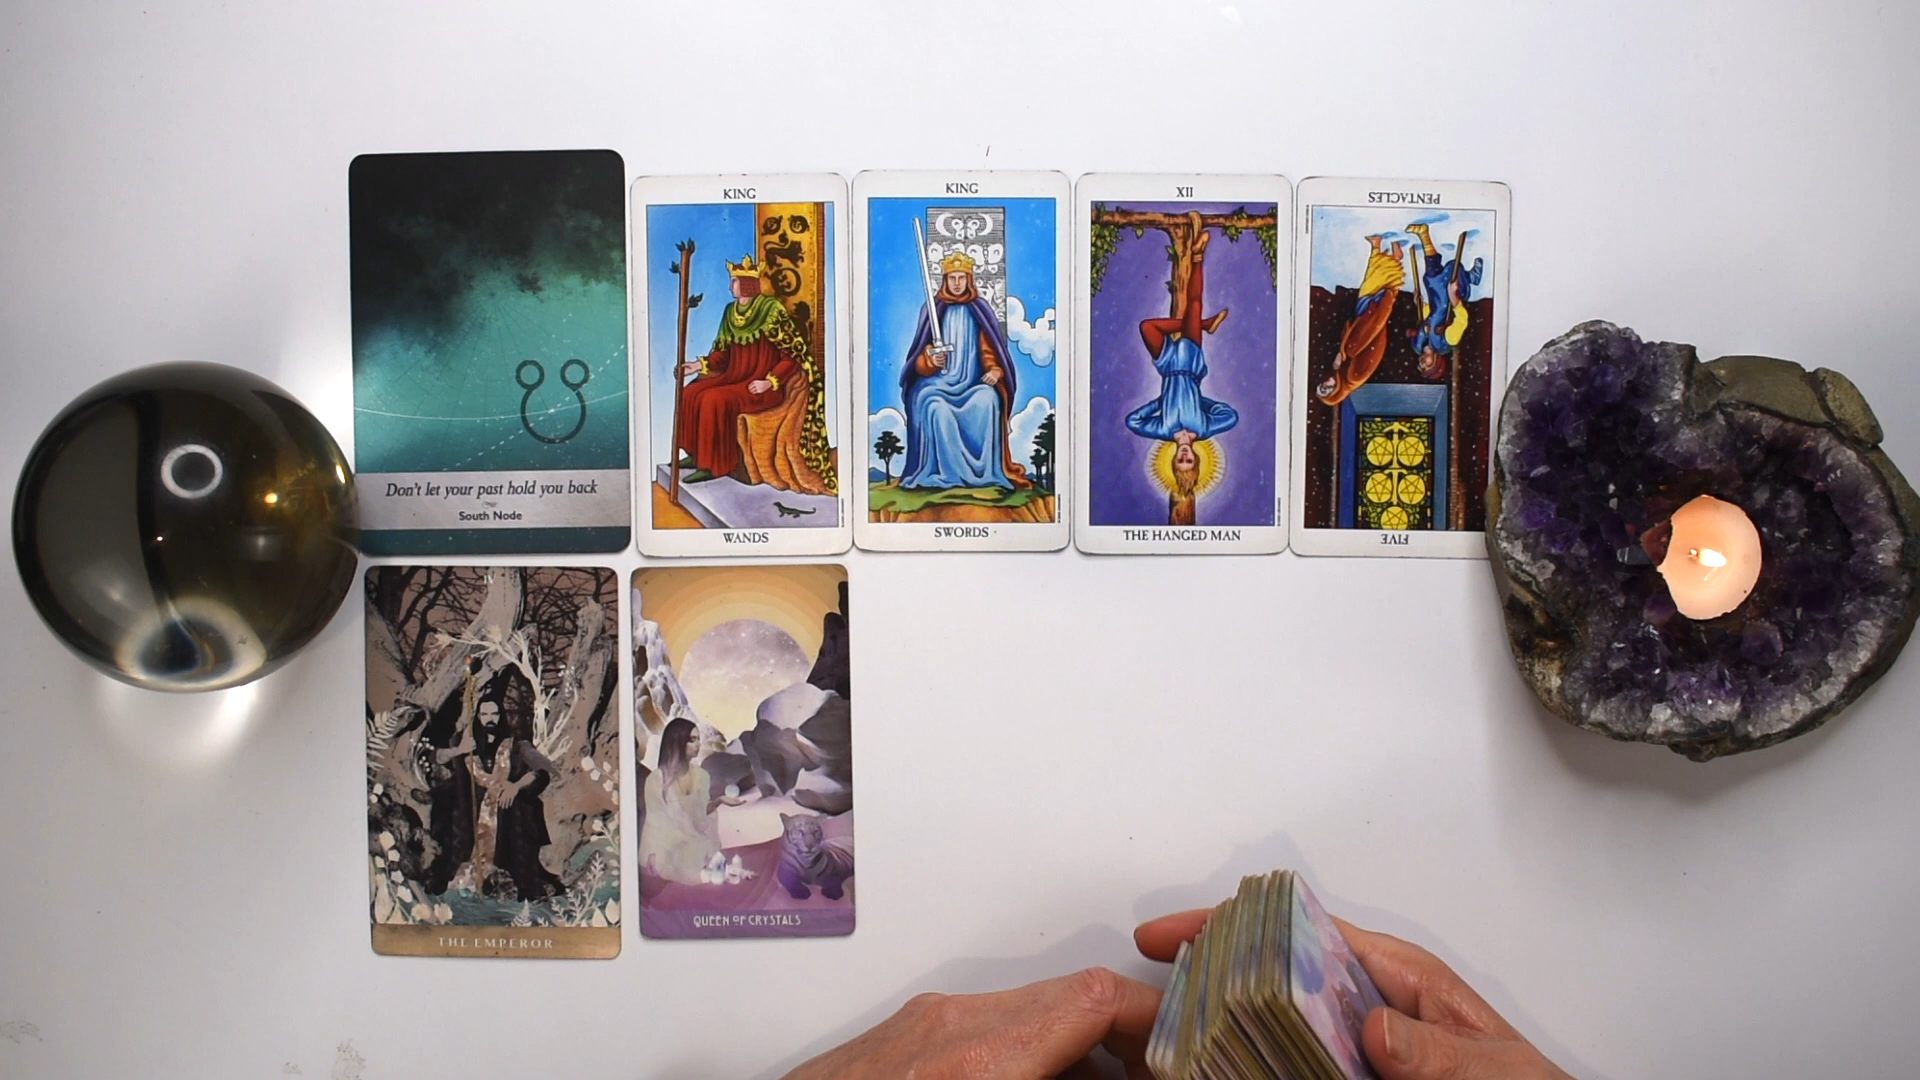 Don't let your past hold you back
South Node
KING
WANDS
KING
SWORDS
XII
THE HANGED MAN
PENTACLES
FIVE
IV
THE EMPEROR
QUEEN OF CRYSTALS